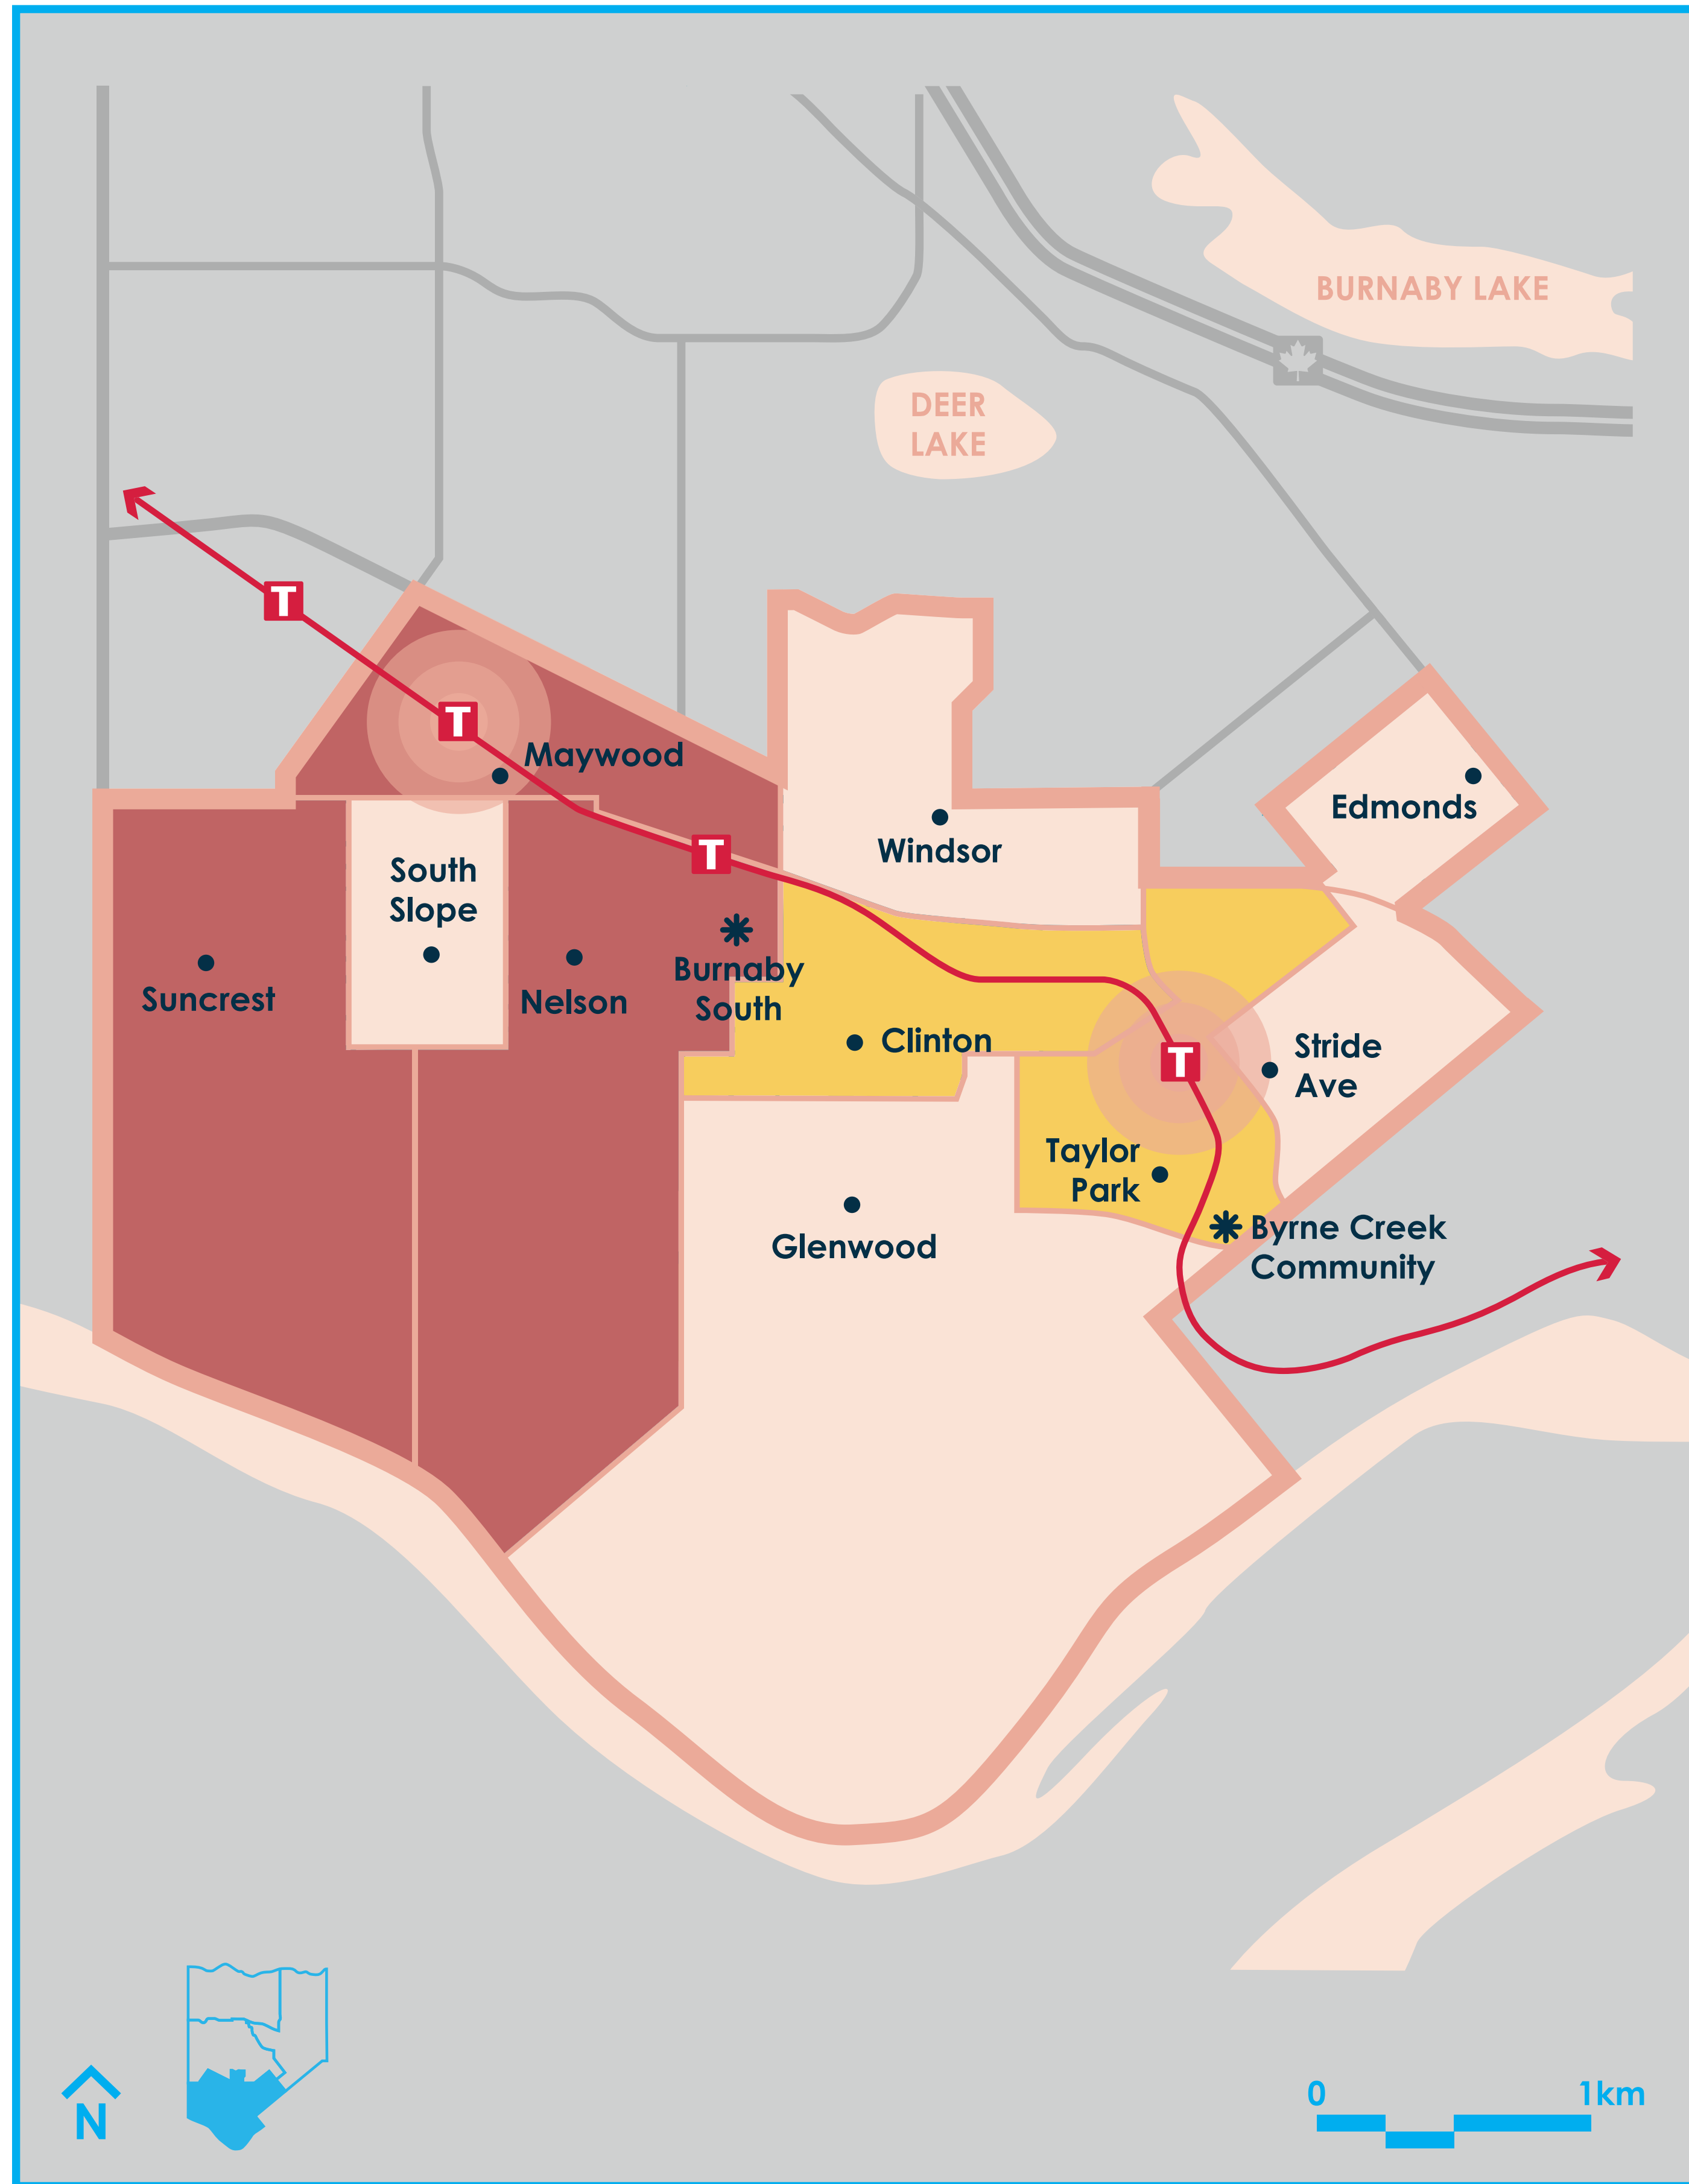 BURNABY LAKE
DEER
LAKE
T
T
Maywood
Edmonds
T
Windsor
South
Slope
Suncrest
Nelson
Burnaby
South
Clinton
T
Stride
Ave
Taylor
Park
Glenwood
Byrne Creek
Community
N
0
1km